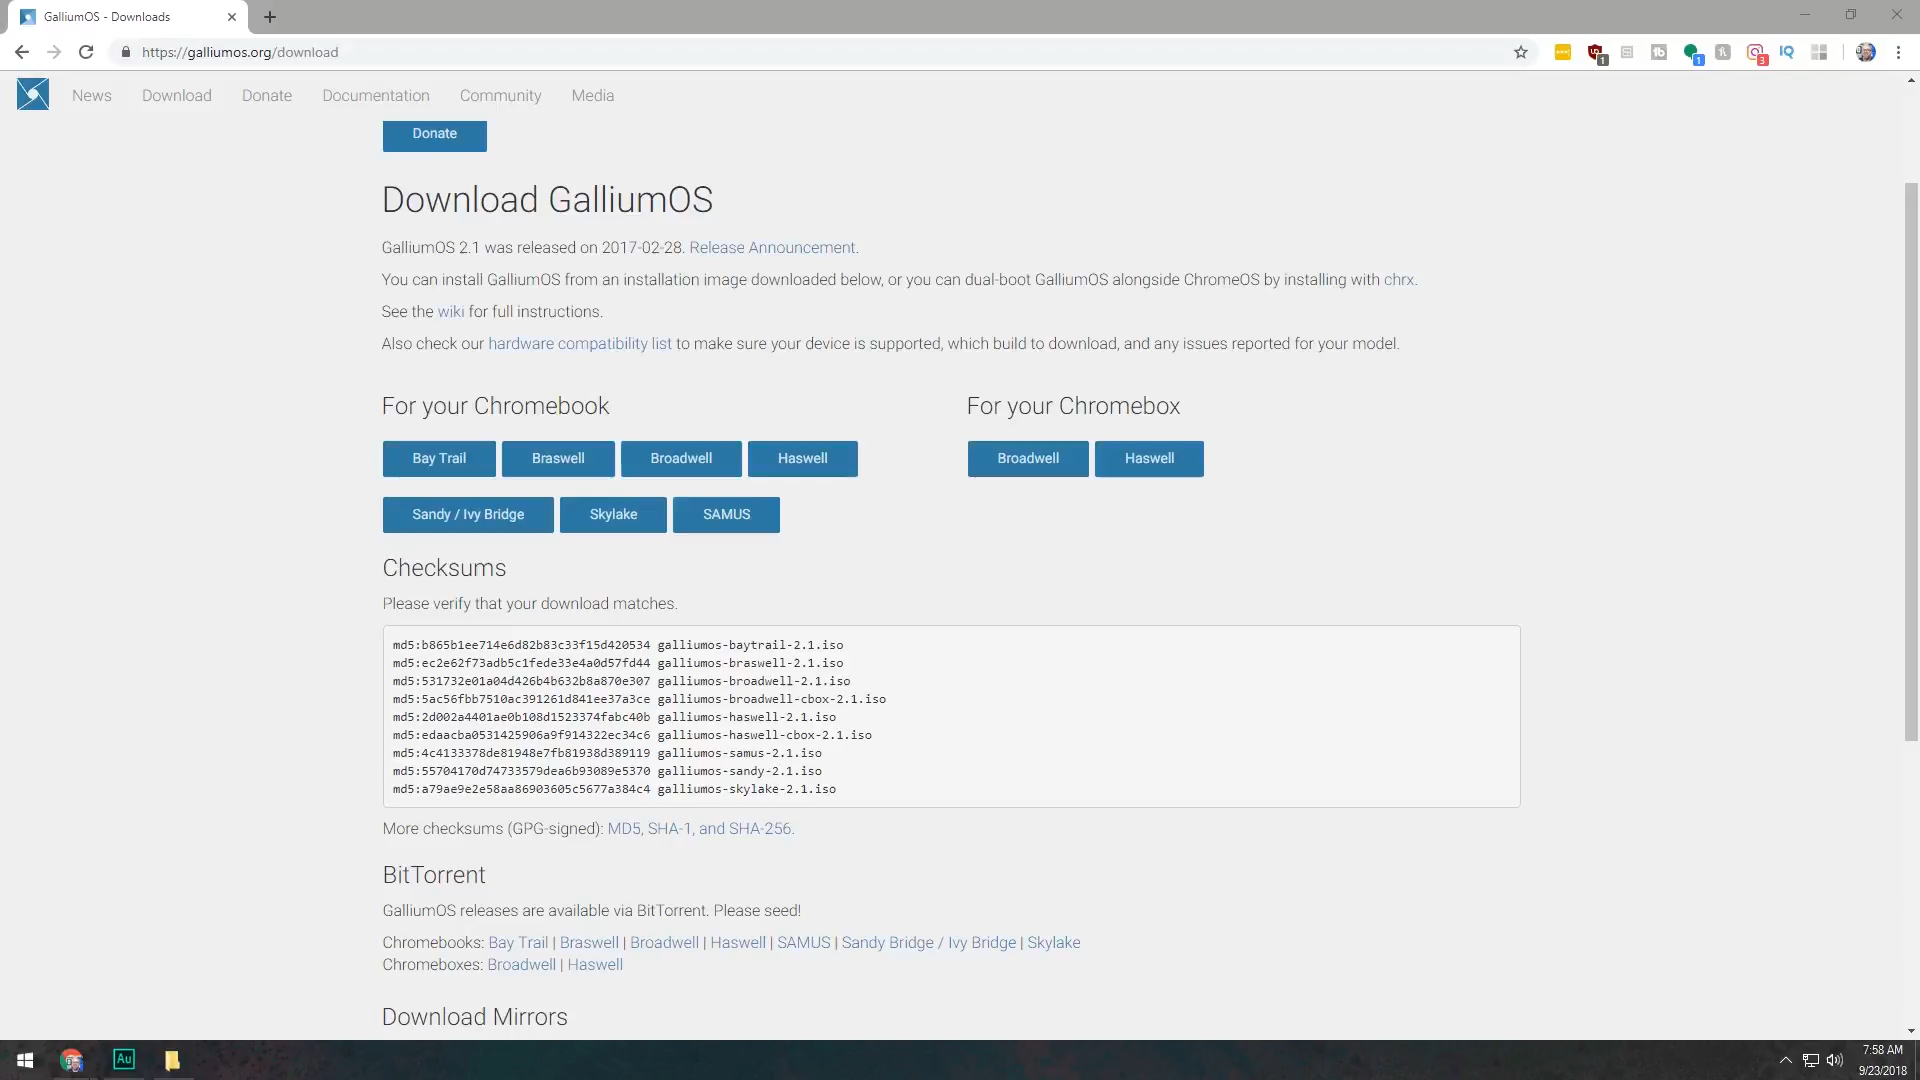 GalliumOS - Downloads
https://galliumos.org/download
1
1
3
News Download Donate Documentation Community Media
Donate
Download GalliumOS
GalliumOS 2.1 was released on 2017-02-28. Release Announcement.
You can install GalliumOS from an installation image downloaded below, or you can dual-boot GalliumOS alongside ChromeOS by installing with chrx.
See the wiki for full instructions.
Also check our hardware compatibility list to make sure your device is supported, which build to download, and any issues reported for your model.
For your Chromebook
Bay Trail Braswell Broadwell Haswell
Sandy / Ivy Bridge Skylake SAMUS
For your Chromebox
Broadwell Haswell
Checksums
Please verify that your download matches.
md5:b865b1ee714e6d82b83c33f15d420534 galliumos-baytrail-2.1.iso
md5:ec2e62f73adb5c1fede33e4a0d57fd44 galliumos-braswell-2.1.iso
md5:531732e01a04d426b4b632b8a870e307 galliumos-broadwell-2.1.iso
md5:5ac56fbb7510ac391261d841ee37a3ce galliumos-broadwell-cbox-2.1.iso
md5:2d002a4401ae0b108d1523374fabc40b galliumos-haswell-2.1.iso
md5:edaacba0531425906a9f914322ec34c6 galliumos-haswell-cbox-2.1.iso
md5:4c4133378de81948e7fb81938d389119 galliumos-samus-2.1.iso
md5:55704170d74733579dea6b93089e5370 galliumos-sandy-2.1.iso
md5:a79ae9e2e58aa86903605c5677a384c4 galliumos-skylake-2.1.iso
More checksums (GPG-signed): MD5, SHA-1, and SHA-256.
BitTorrent
GalliumOS releases are available via BitTorrent. Please seed!
Chromebooks: Bay Trail | Braswell | Broadwell | Haswell | SAMUS | Sandy Bridge / Ivy Bridge | Skylake
Chromeboxes: Broadwell | Haswell
Download Mirrors
Au
7:58 AM
9/23/2018